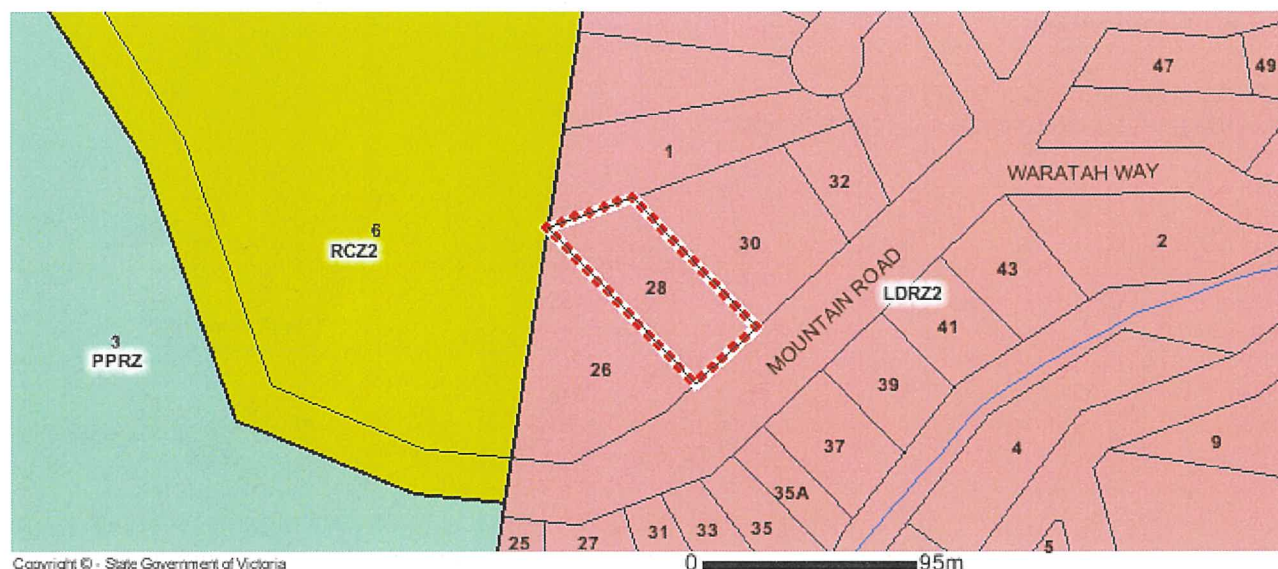 47
49
1
32
WARATAH WAY
6
RCZ2
30
2
43
28
LDRZ2
MOUNTAIN ROAD
41
3
PPRZ
26
39
37
4
9
35A
31
33
35
25
27
5
Copyright © - State Government of Victoria
0
95m